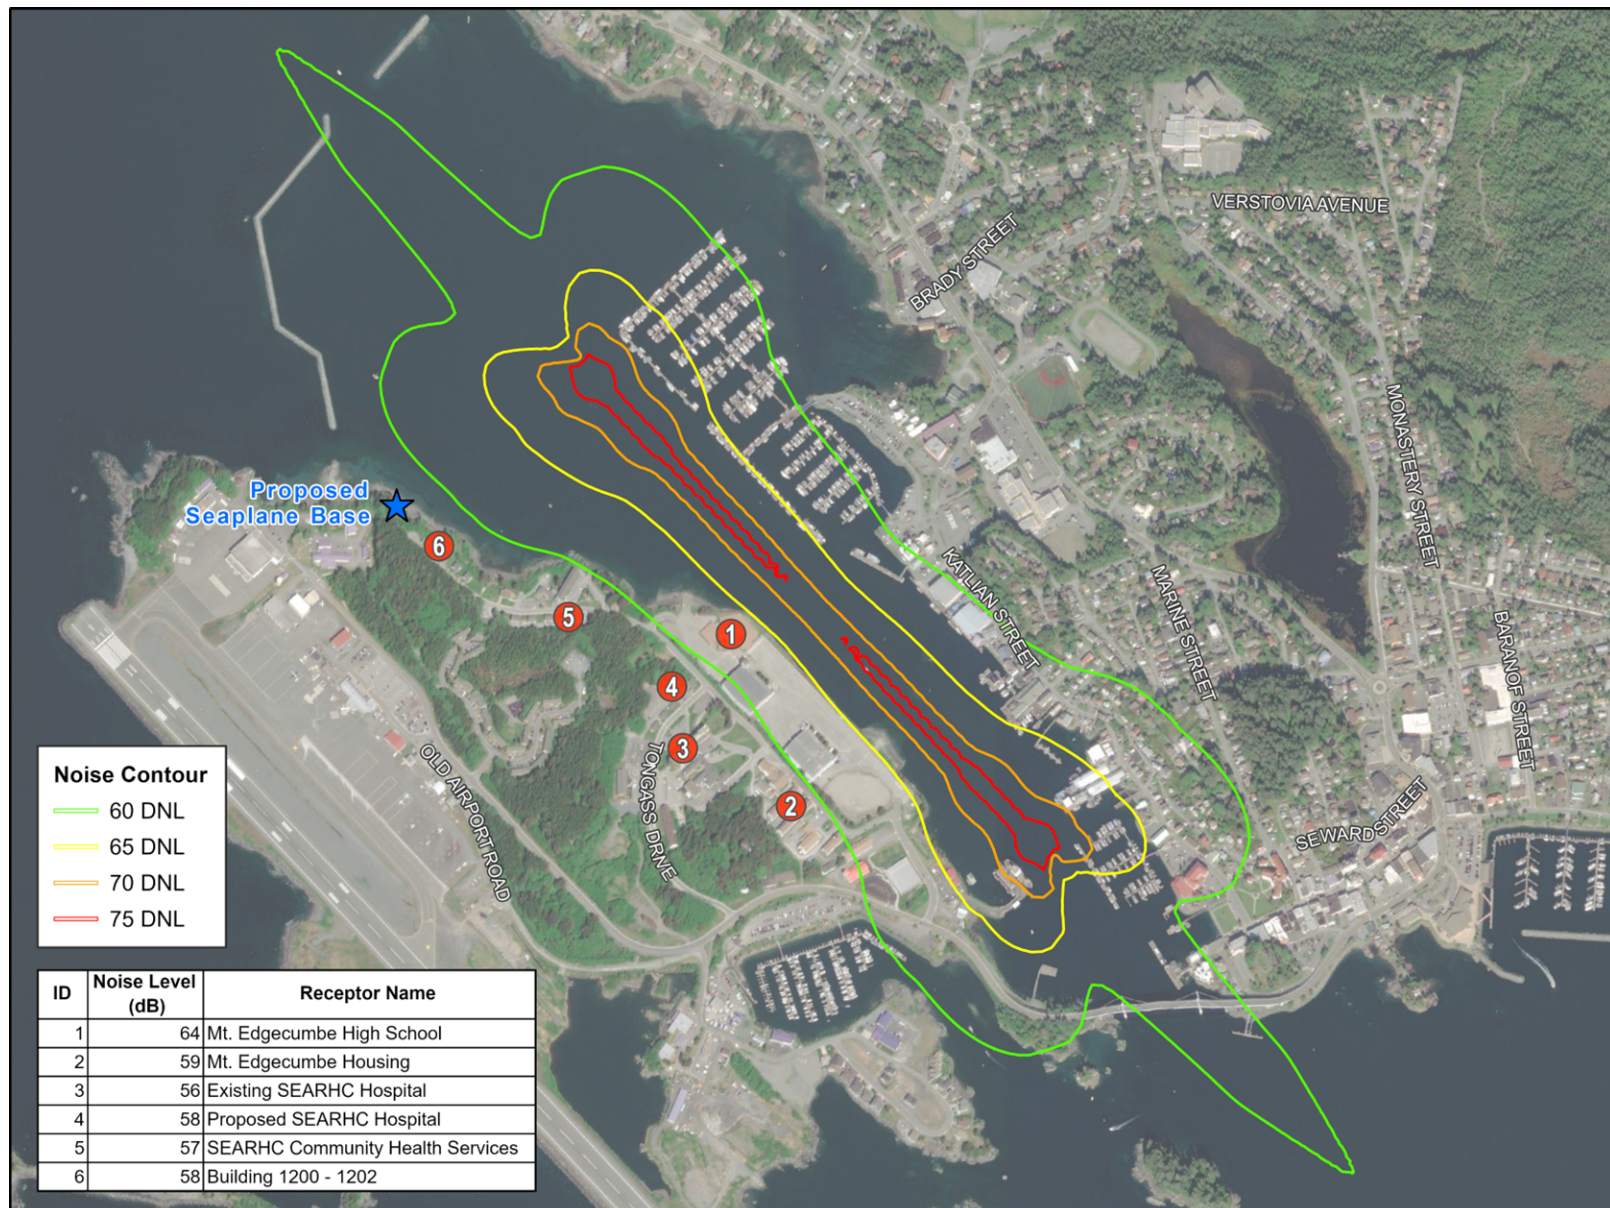 VERSTOVIA AVENUE
BRADY STREET
MONASTERY STREET
Proposed
Seaplane Base
6
KATLIAN STREET
MARINE STREET
5
1
BARANOF STREET
4
3
TONGASS DRIVE
OLD AIRPORT ROAD
2
SEWARD STREET
Noise Contour
60 DNL
65 DNL
70 DNL
75 DNL
ID Noise Level (dB) Receptor Name
1 64 Mt. Edgecumbe High School
2 59 Mt. Edgecumbe Housing
3 56 Existing SEARHC Hospital
4 58 Proposed SEARHC Hospital
5 57 SEARHC Community Health Services
6 58 Building 1200 - 1202